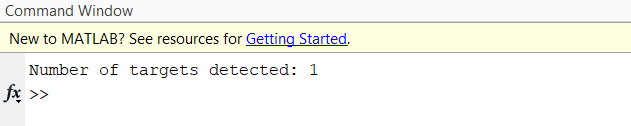 Command Window
New to MATLAB? See resources for Getting Started.
Number of targets detected: 1
fx >>